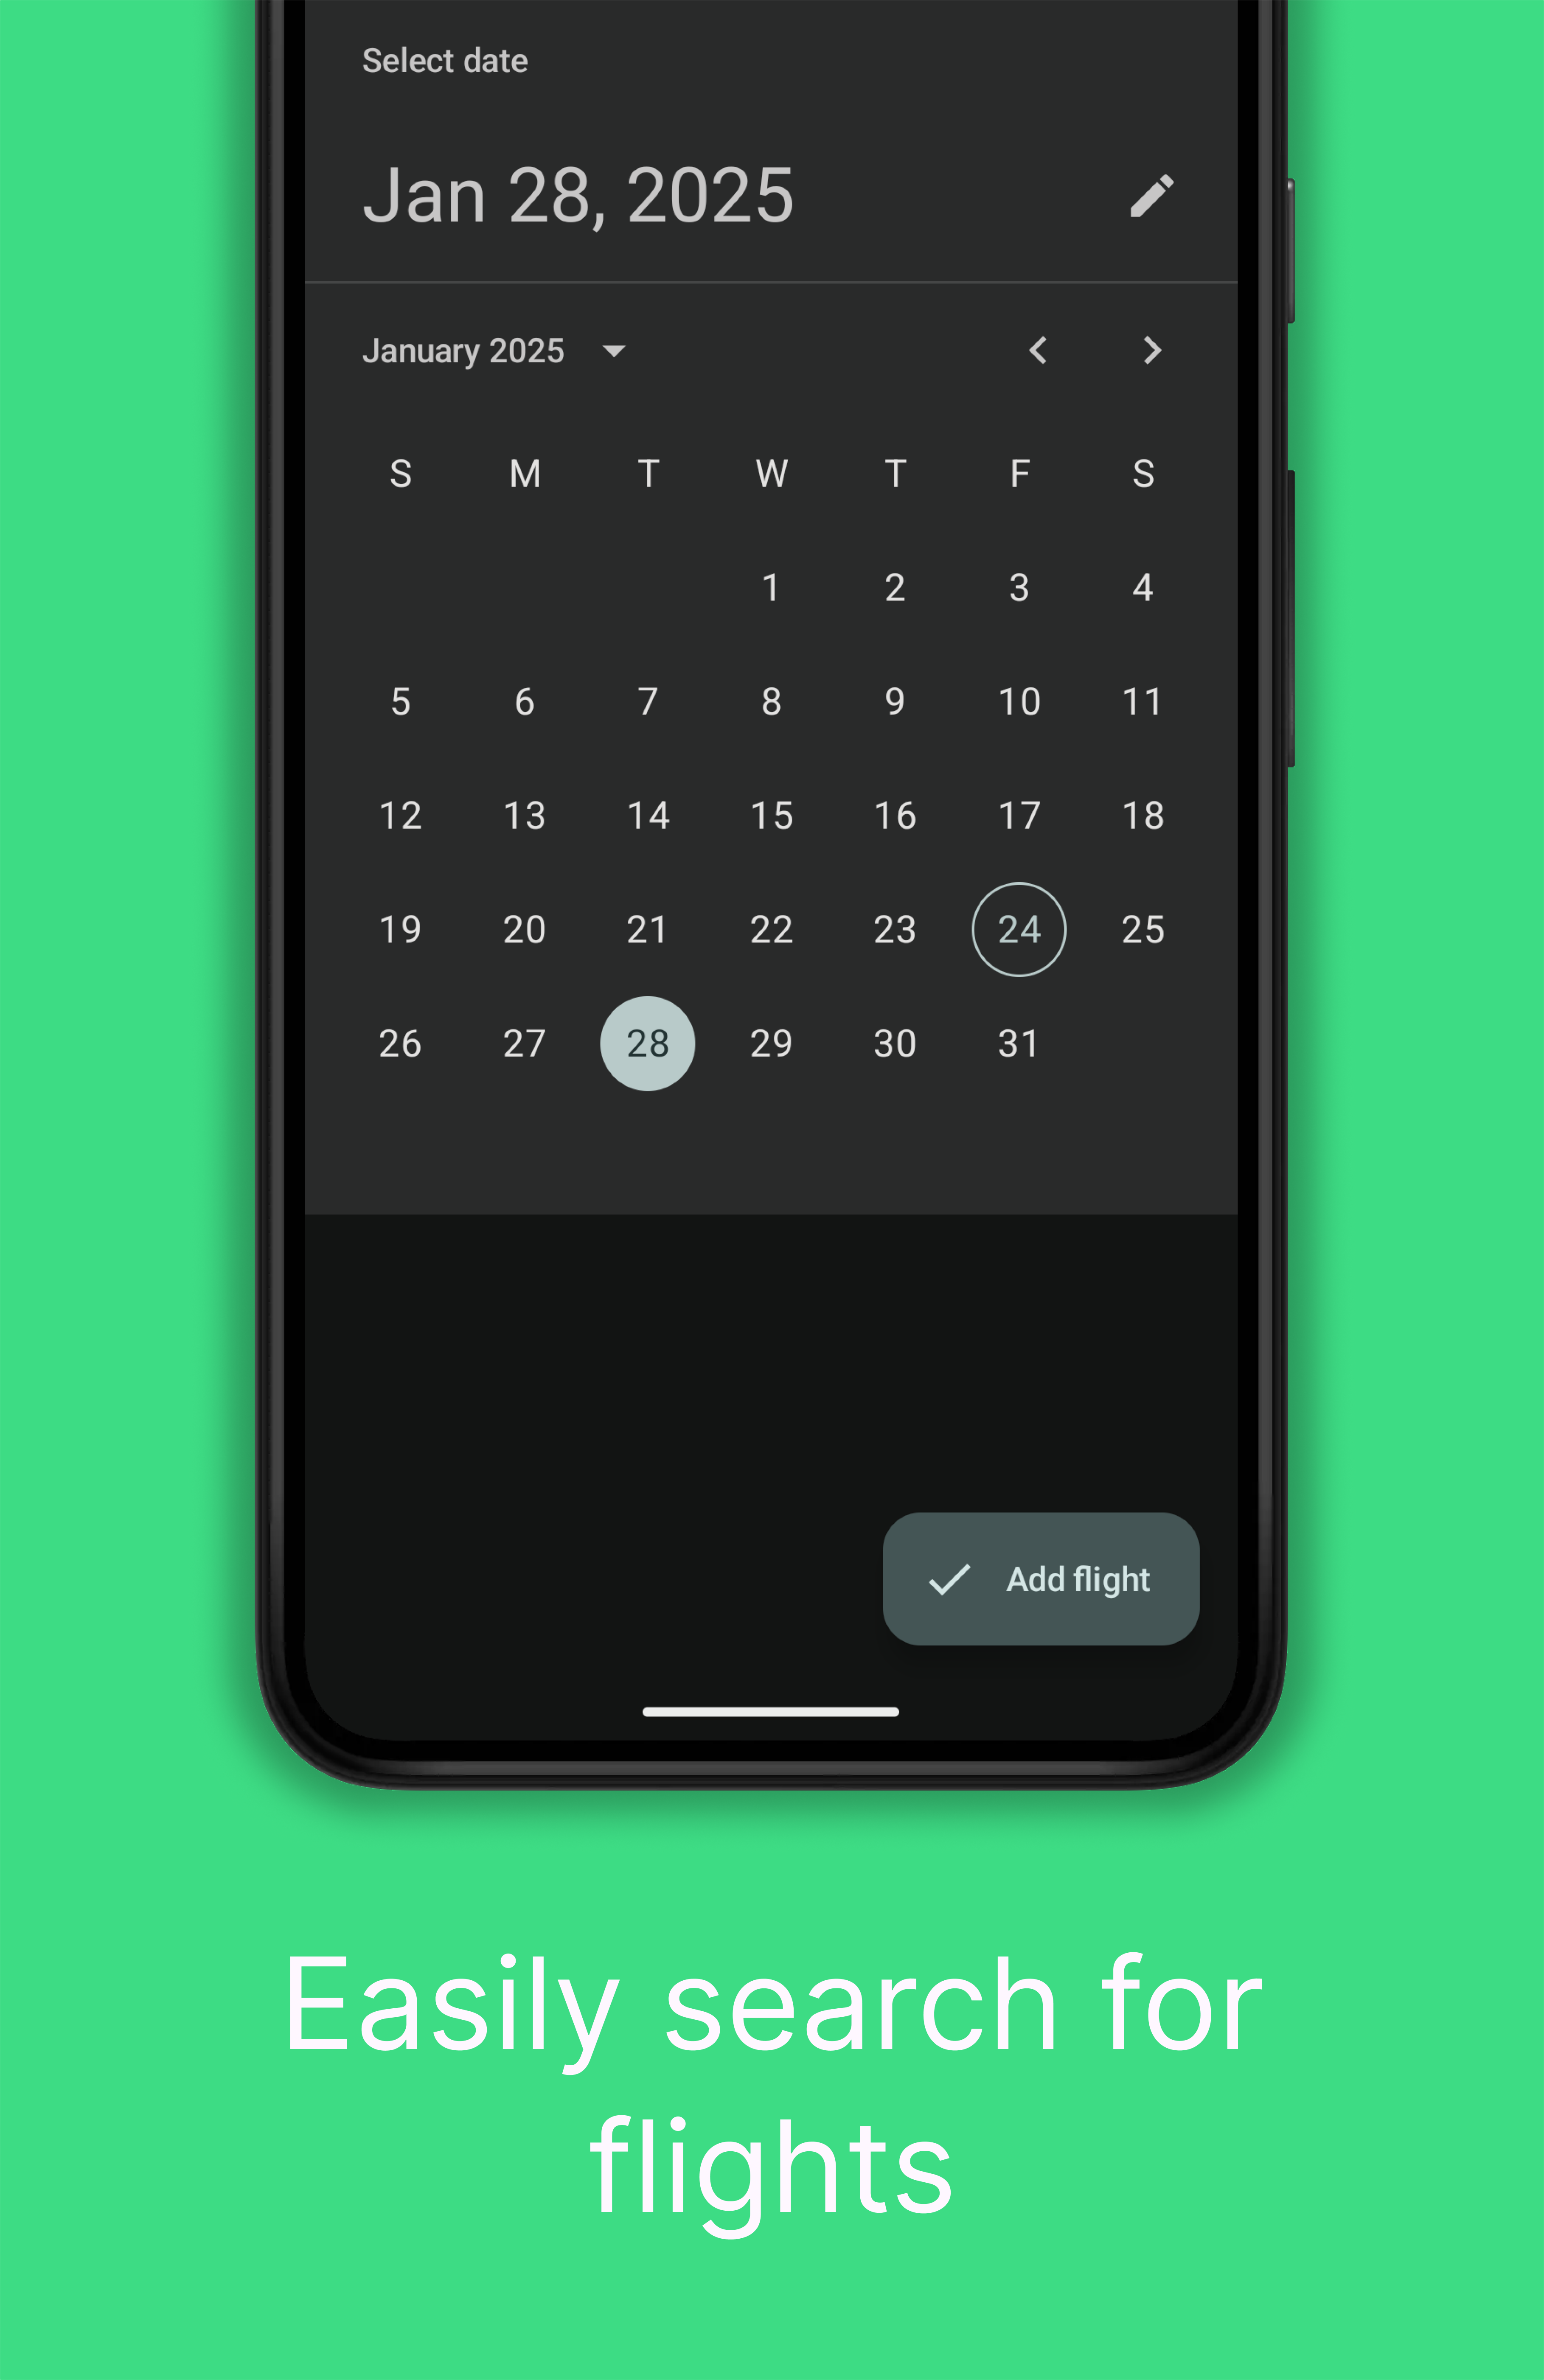 Select date
Jan 28, 2025
January 2025
S M T W T F S
1 2 3 4
5 6 7 8 9 10 11
12 13 14 15 16 17 18
19 20 21 22 23 24 25
26 27 28 29 30 31
Add flight
Easily search for
flights